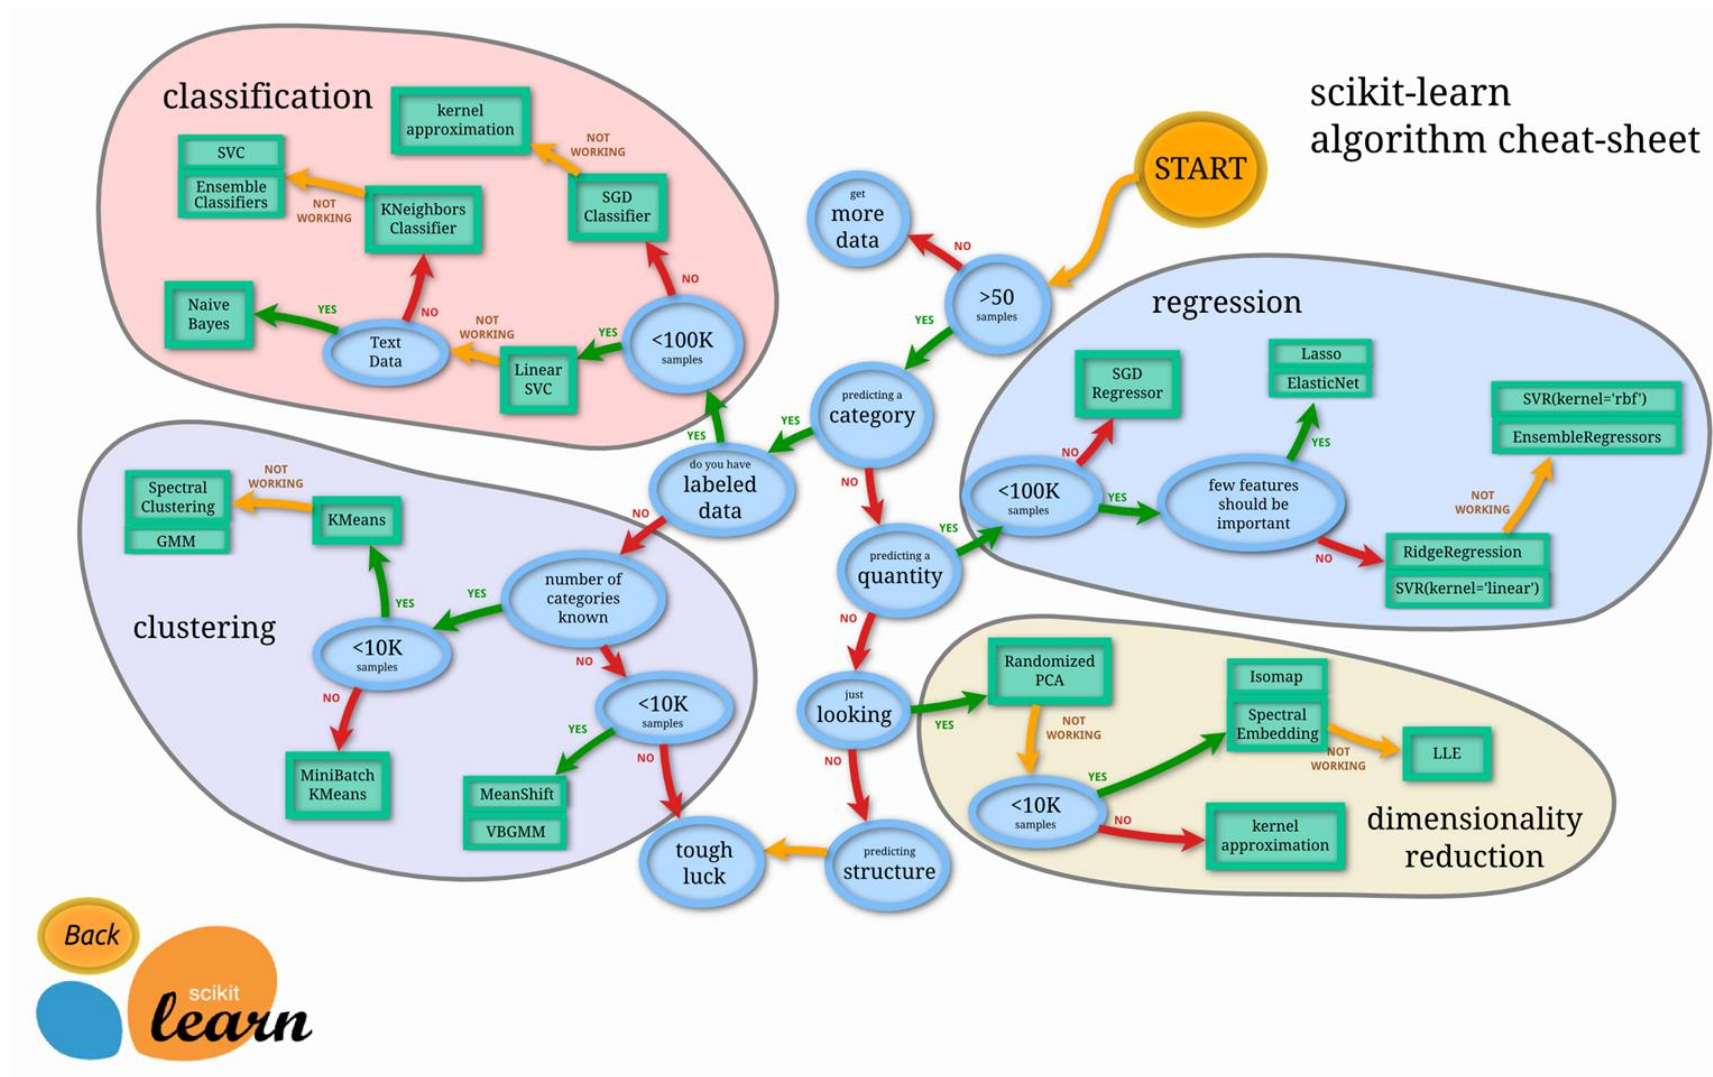 scikit-learn
algorithm cheat-sheet
START
get
more
data
NO
>50
samples
YES
predicting a
category
YES
NO
do you have
labeled
data
YES
NO
predicting a
quantity
YES
NO
just
looking
YES
NO
predicting
structure
tough
luck
classification
kernel
approximation
NOT
WORKING
SGD
Classifier
NO
<100K
samples
YES
Linear
SVC
NOT
WORKING
Text
Data
YES
Naive
Bayes
NO
KNeighbors
Classifier
NOT
WORKING
SVC
Ensemble
Classifiers
regression
<100K
samples
NO
SGD
Regressor
YES
few features
should be
important
YES
Lasso
ElasticNet
NO
RidgeRegression
SVR(kernel='linear')
NOT
WORKING
SVR(kernel='rbf')
EnsembleRegressors
clustering
number of
categories
known
YES
<10K
samples
YES
KMeans
NOT
WORKING
Spectral
Clustering
GMM
NO
MiniBatch
KMeans
NO
<10K
samples
YES
MeanShift
VBGMM
NO
dimensionality
reduction
Randomized
PCA
NOT
WORKING
<10K
samples
YES
Isomap
Spectral
Embedding
NOT
WORKING
LLE
NO
kernel
approximation
Back
scikit
learn